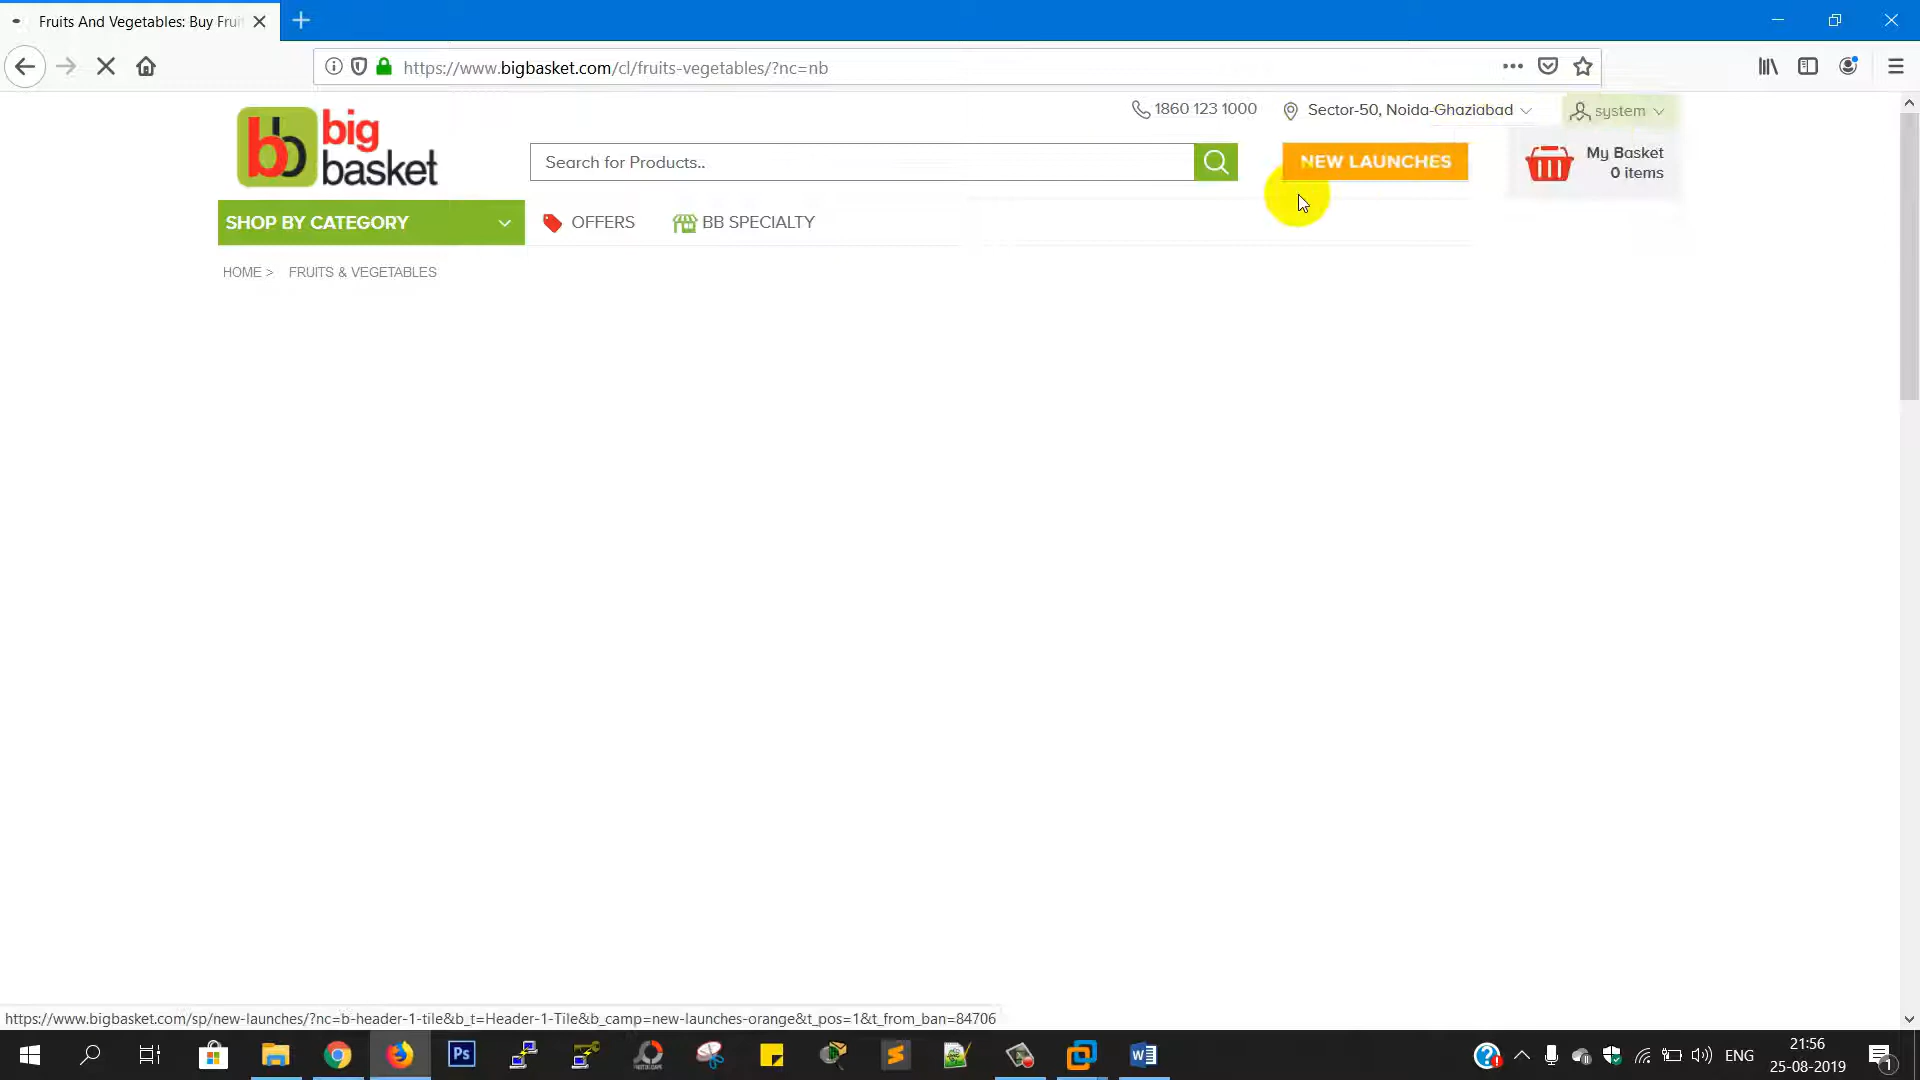 Fruits And Vegetables: Buy Frui
https://www.bigbasket.com/cl/fruits-vegetables/?nc=nb
1860 123 1000
Sector-50, Noida-Ghaziabad
system
bb big basket
Search for Products..
NEW LAUNCHES
My Basket
0 items
SHOP BY CATEGORY
OFFERS
BB SPECIALTY
HOME >
FRUITS & VEGETABLES
https://www.bigbasket.com/sp/new-launches/?nc=b-header-1-tile&b_t=Header-1-Tile&b_camp=new-launches-orange&t_pos=1&t_from_ban=84706
Ps
ENG
21:56
25-08-2019
1